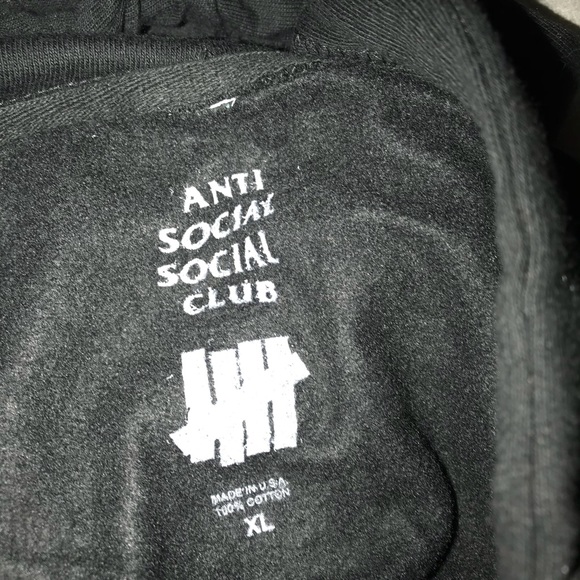 ANTI
SOCIAL
SOCIAL
CLUB
MADE IN U.S.A.
100% COTTON
XL